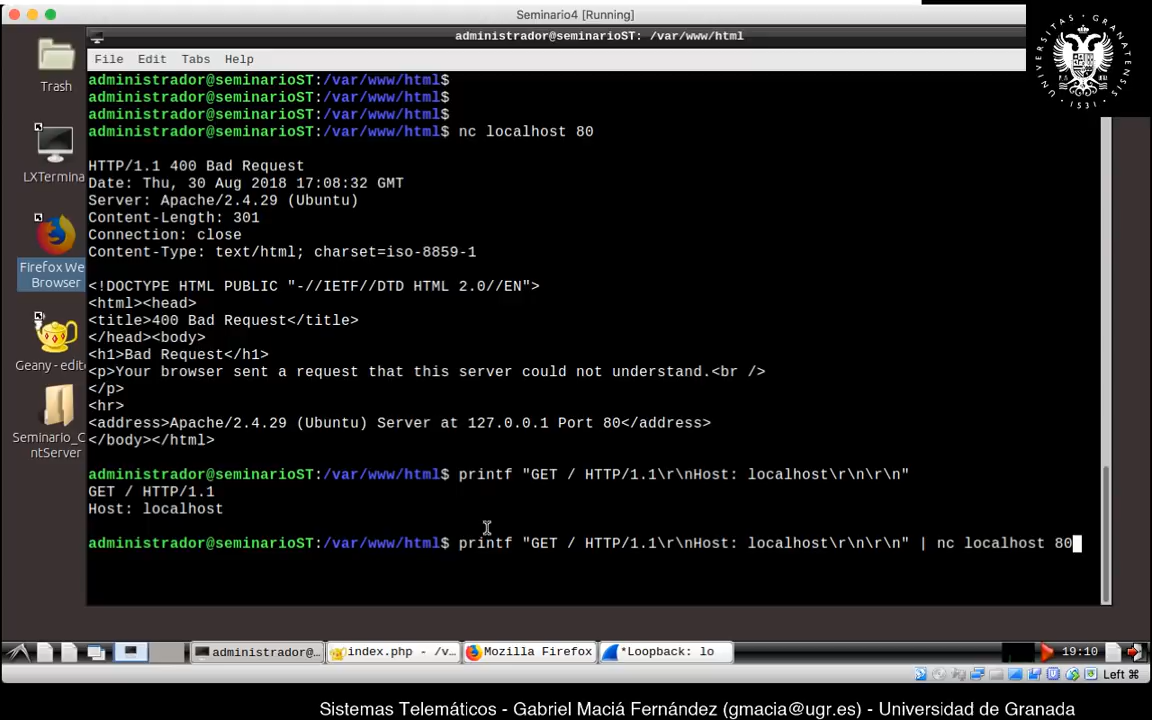 Seminario4 [Running]
administrador@seminarioST: /var/www/html
File Edit Tabs Help
administrador@seminarioST:/var/www/html$
administrador@seminarioST:/var/www/html$
administrador@seminarioST:/var/www/html$
administrador@seminarioST:/var/www/html$ nc localhost 80
HTTP/1.1 400 Bad Request
Date: Thu, 30 Aug 2018 17:08:32 GMT
Server: Apache/2.4.29 (Ubuntu)
Content-Length: 301
Connection: close
Content-Type: text/html; charset=iso-8859-1
<!DOCTYPE HTML PUBLIC "-//IETF//DTD HTML 2.0//EN">
<html><head>
<title>400 Bad Request</title>
</head><body>
<h1>Bad Request</h1>
<p>Your browser sent a request that this server could not understand.<br />
</p>
<hr>
<address>Apache/2.4.29 (Ubuntu) Server at 127.0.0.1 Port 80</address>
</body></html>
administrador@seminarioST:/var/www/html$ printf "GET / HTTP/1.1\r\nHost: localhost\r\n\r\n"
GET / HTTP/1.1
Host: localhost
administrador@seminarioST:/var/www/html$ printf "GET / HTTP/1.1\r\nHost: localhost\r\n\r\n" | nc localhost 80
Trash
LXTermina
Firefox We
Browser
Geany - edit
Seminario_C
ntServer
UNIVERSITAS GRANATENSIS
1531
administrador@...
index.php - /v...
Mozilla Firefox
*Loopback: lo
19:10
Left ⌘
Sistemas Telemáticos - Gabriel Maciá Fernández (gmacia@ugr.es) - Universidad de Granada